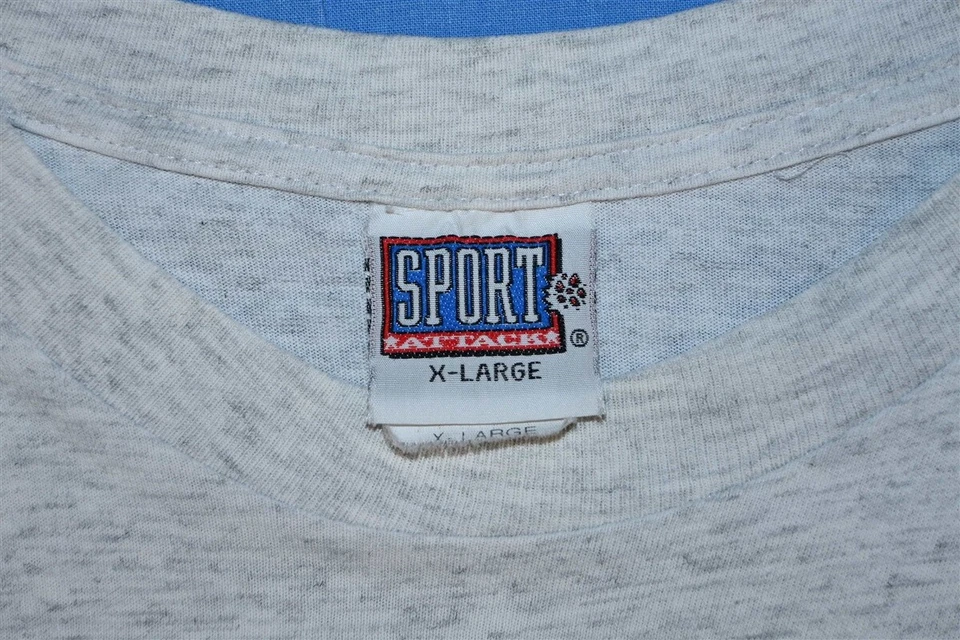 SPORT
ATTACK
®
X-LARGE
X-LARGE